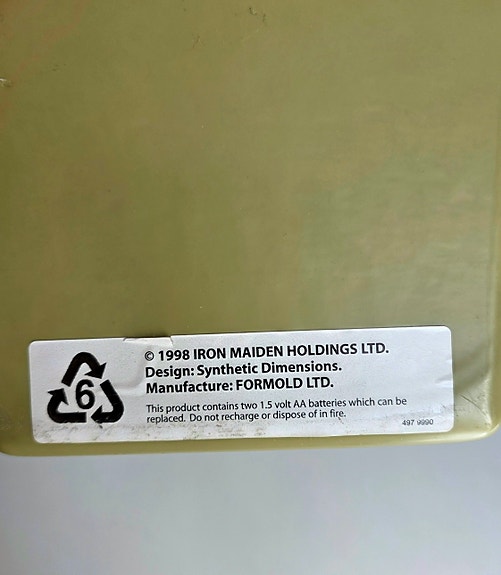 6
© 1998 IRON MAIDEN HOLDINGS LTD.
Design: Synthetic Dimensions.
Manufacture: FORMOLD LTD.
This product contains two 1.5 volt AA batteries which can be
replaced. Do not recharge or dispose of in fire.
497 9990